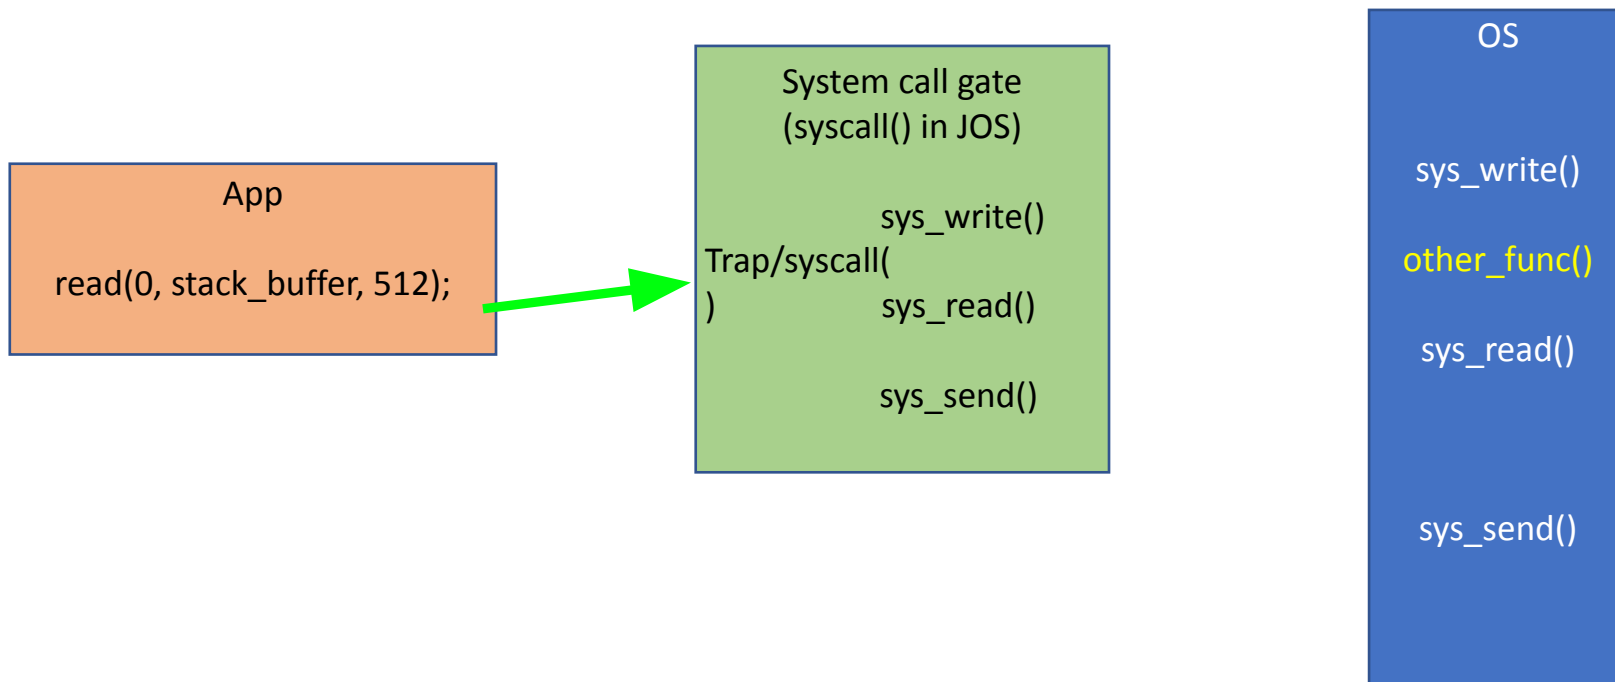 App
read(0, stack_buffer, 512);
System call gate
(syscall() in JOS)
sys_write()
Trap/syscall(
) sys_read()
sys_send()
OS
sys_write()
other_func()
sys_read()
sys_send()